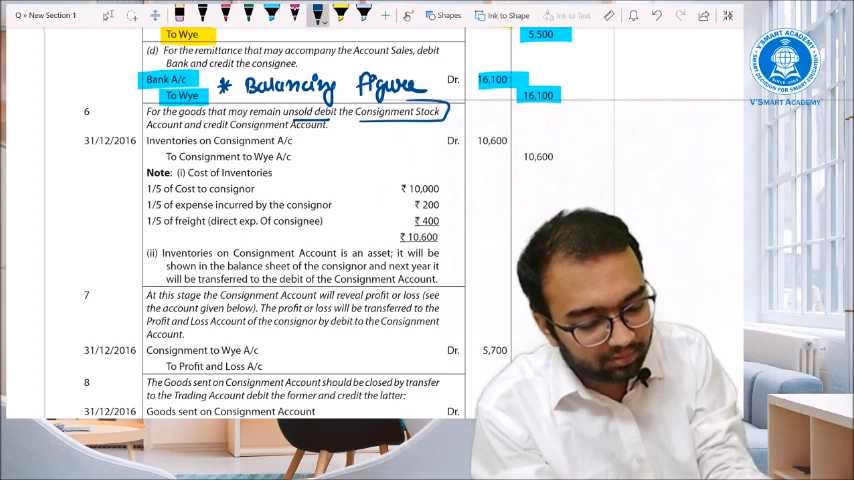 Q » New Section 1
Shapes
Ink to Shape
Ink to Text
To Wye 5,500
(d) For the remittance that may accompany the Account Sales, debit
Bank and credit the consignee.
Bank A/c Dr. 16,100
* Balancing figure
To Wye 16,100
6 For the goods that may remain unsold debit the Consignment Stock
Account and credit Consignment Account.
31/12/2016 Inventories on Consignment A/c Dr. 10,600
To Consignment to Wye A/c 10,600
Note: (i) Cost of Inventories
1/5 of Cost to consignor ₹ 10,000
1/5 of expense incurred by the consignor ₹ 200
1/5 of freight (direct exp. Of consignee) ₹ 400
₹ 10,600
(ii) Inventories on Consignment Account is an asset; it will be
shown in the balance sheet of the consignor and next year it
will be transferred to the debit of the Consignment Account.
7 At this stage the Consignment Account will reveal profit or loss (see
the account given below). The profit or loss will be transferred to the
Profit and Loss Account of the consignor by debit to the Consignment
Account.
31/12/2016 Consignment to Wye A/c Dr. 5,700
To Profit and Loss A/c
8 The Goods sent on Consignment Account should be closed by transfer
to the Trading Account debit the former and credit the latter:
31/12/2016 Goods sent on Consignment Account Dr.
V'SMART ACADEMY
V'SMART ACADEMY